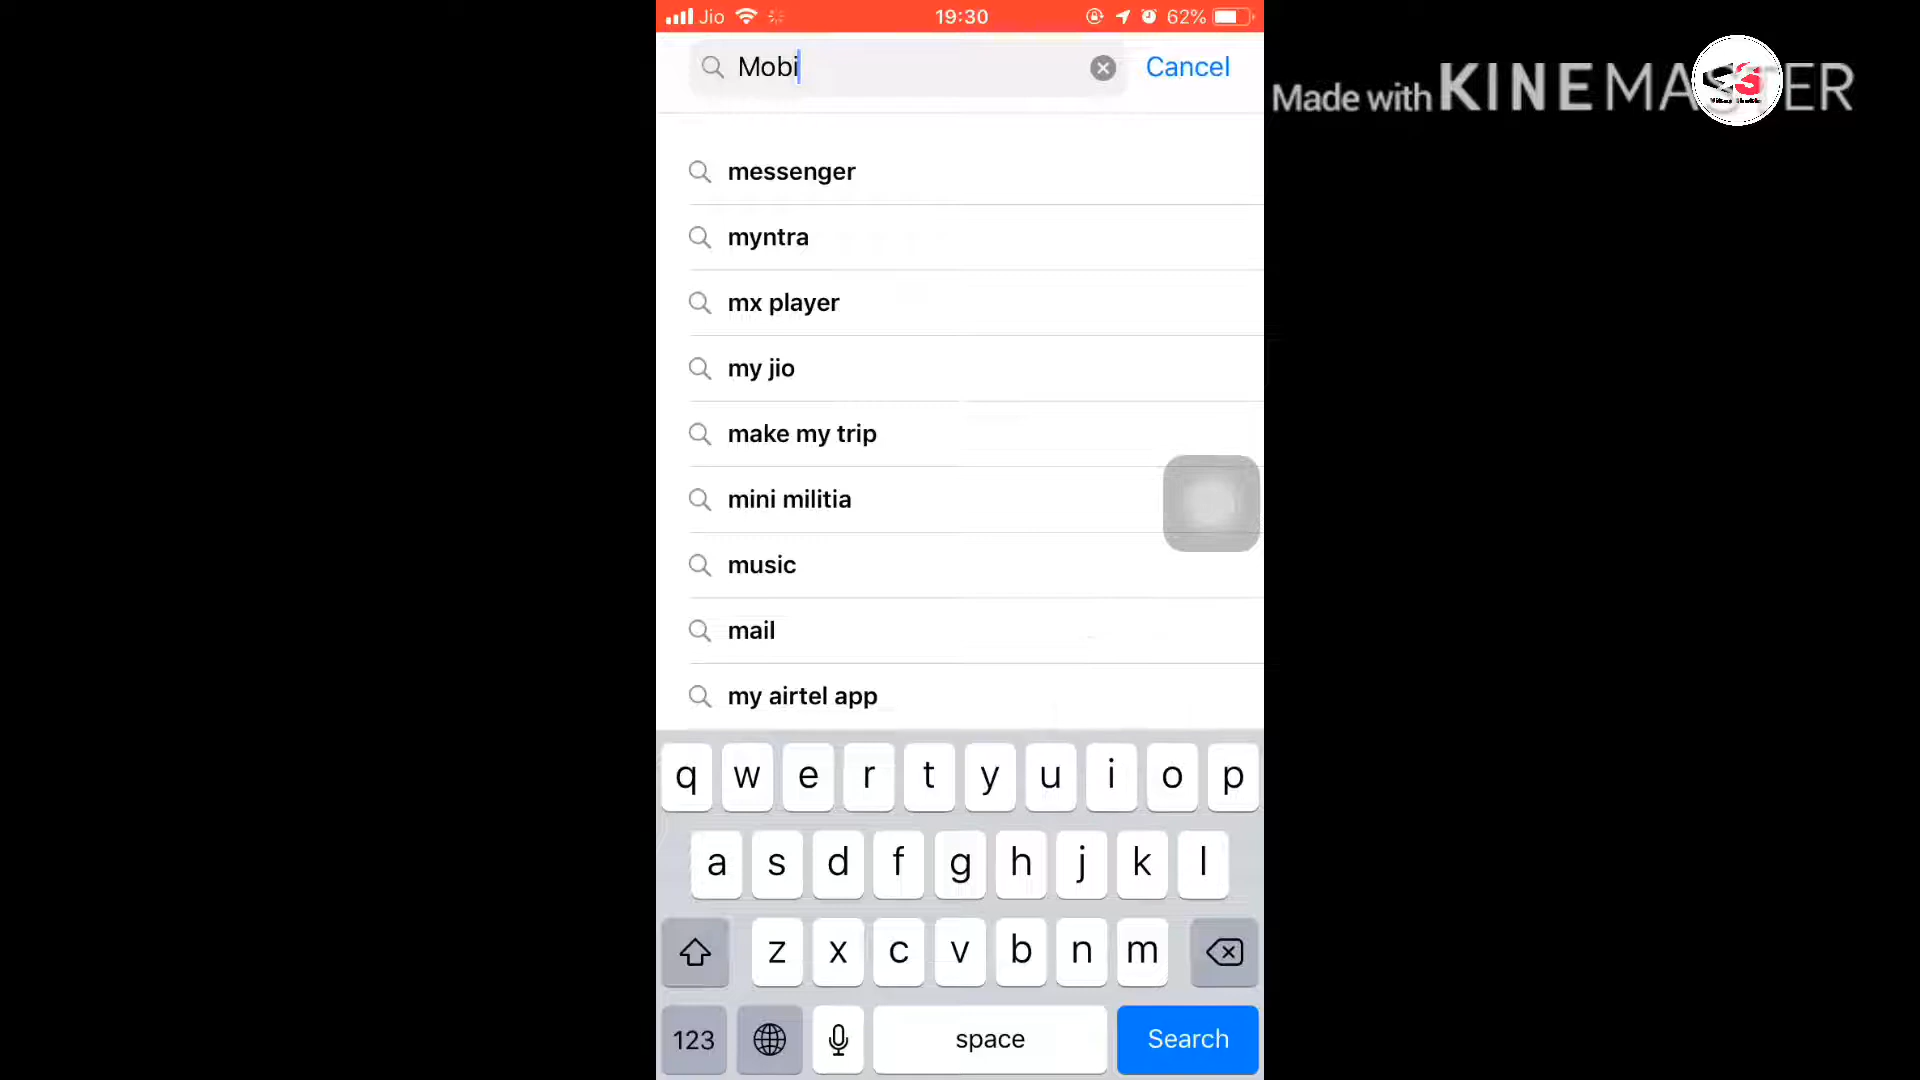 Jio 19:30 62%
Mobi Cancel
Made with KINEMASTER
messenger
myntra
mx player
my jio
make my trip
mini militia
music
mail
my airtel app
q w e r t y u i o p
a s d f g h j k l
z x c v b n m
123 space Search